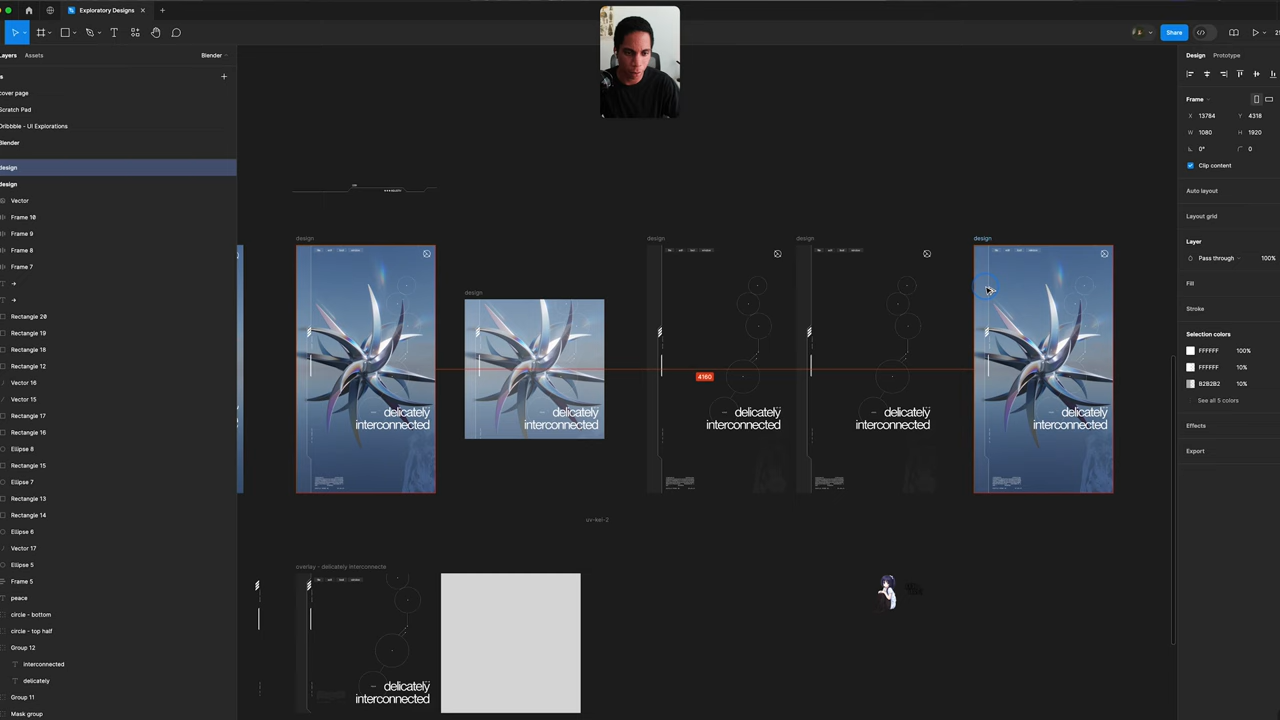 Exploratory Designs
Share
Layers
Assets
Blender
cover page
Scratch Pad
Dribbble - UI Explorations
Blender
design
design
Vector
Frame 10
Frame 9
Frame 8
Frame 7
→
→
Rectangle 20
Rectangle 19
Rectangle 18
Rectangle 12
Vector 16
Vector 15
Rectangle 17
Rectangle 16
Ellipse 8
Rectangle 15
Ellipse 7
Rectangle 13
Rectangle 14
Ellipse 6
Vector 17
Ellipse 5
Frame 5
peace
circle - bottom
circle - top half
Group 12
interconnected
delicately
Group 11
Mask group
design
delicately
interconnected
design
delicately
interconnected
design
delicately
interconnected
design
delicately
interconnected
design
delicately
interconnected
4160
uv-kei-2
overlay - delicately interconnecte
delicately
interconnected
Design
Prototype
Frame
X 13784 Y 4318
W 1080 H 1920
0° 0
Clip content
Auto layout
Layout grid
Layer
Pass through 100%
Fill
Stroke
Selection colors
FFFFFF 100%
FFFFFF 10%
B2B2B2 10%
See all 5 colors
Effects
Export